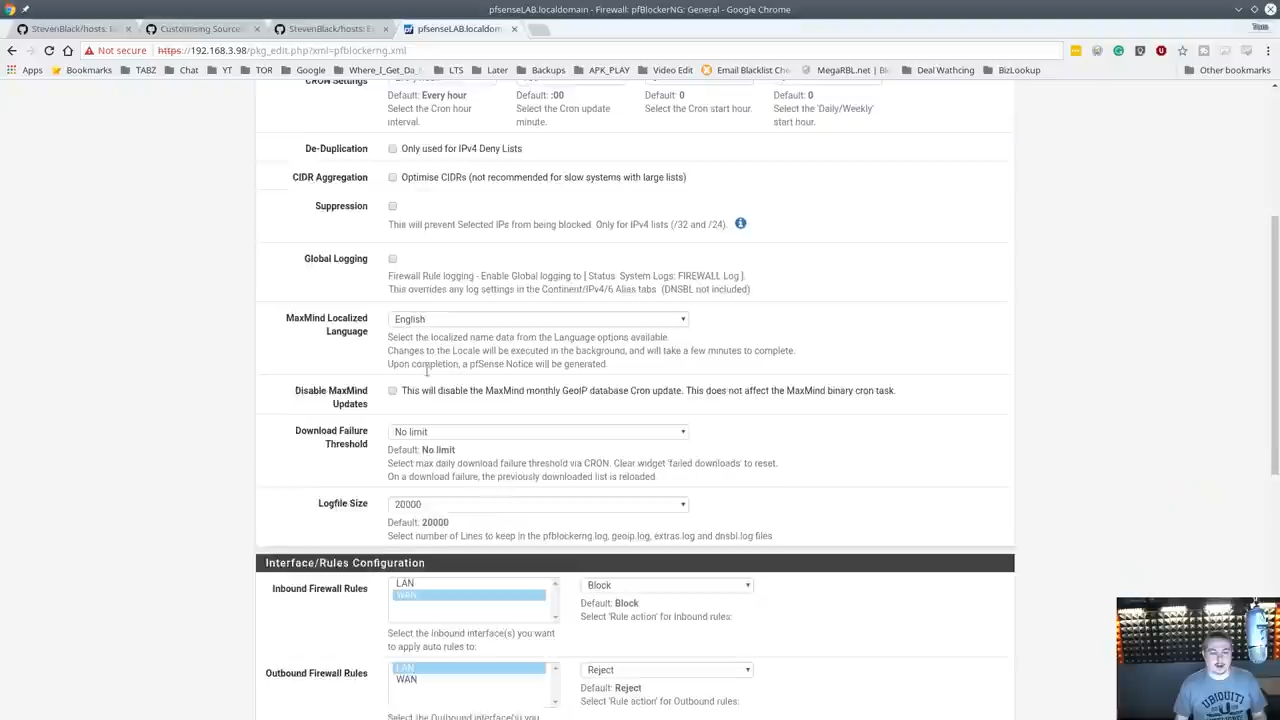 pfsenseLAB.localdomain - Firewall: pfBlockerNG: General - Google Chrome
StevenBlack/hosts: E
Customising Source
StevenBlack/hosts: E
pfsenseLAB.localdom
Tom
Not secure
https://192.168.3.98/pkg_edit.php?xml=pfblockerng.xml
Apps
Bookmarks
TABZ
Chat
YT
TOR
Google
Where_I_Get_Da_
LTS
Later
Backups
APK_PLAY
Video Edit
Email Blacklist Che
MegaRBL.net | Bl
Deal Wathcing
BizLookup
Other bookmarks
CRON Settings
Default: Every hour
Default: :00
Default: 0
Default: 0
Select the Cron hour
Select the Cron update
Select the Cron start hour.
Select the 'Daily/Weekly'
interval.
minute.
start hour.
De-Duplication
Only used for IPv4 Deny Lists
CIDR Aggregation
Optimise CIDRs (not recommended for slow systems with large lists)
Suppression
This will prevent Selected IPs from being blocked. Only for IPv4 lists (/32 and /24).
Global Logging
Firewall Rule logging - Enable Global logging to [ Status: System Logs: FIREWALL Log ].
This overrides any log settings in the Continent/IPv4/6 Alias tabs. (DNSBL not included)
MaxMind Localized
Language
English
Select the localized name data from the Language options available.
Changes to the Locale will be executed in the background, and will take a few minutes to complete.
Upon completion, a pfSense Notice will be generated.
Disable MaxMind
Updates
This will disable the MaxMind monthly GeoIP database Cron update. This does not affect the MaxMind binary cron task.
Download Failure
Threshold
No limit
Default: No limit
Select max daily download failure threshold via CRON. Clear widget 'failed downloads' to reset.
On a download failure, the previously downloaded list is reloaded.
Logfile Size
20000
Default: 20000
Select number of Lines to keep in the pfblockerng.log, geoip.log, extras.log and dnsbl.log files
Interface/Rules Configuration
Inbound Firewall Rules
LAN
WAN
Block
Default: Block
Select 'Rule action' for Inbound rules:
Select the Inbound interface(s) you want
to apply auto rules to:
Outbound Firewall Rules
LAN
WAN
Reject
Default: Reject
Select 'Rule action' for Outbound rules:
Select the Outbound interface(s) you
UBIQUITI